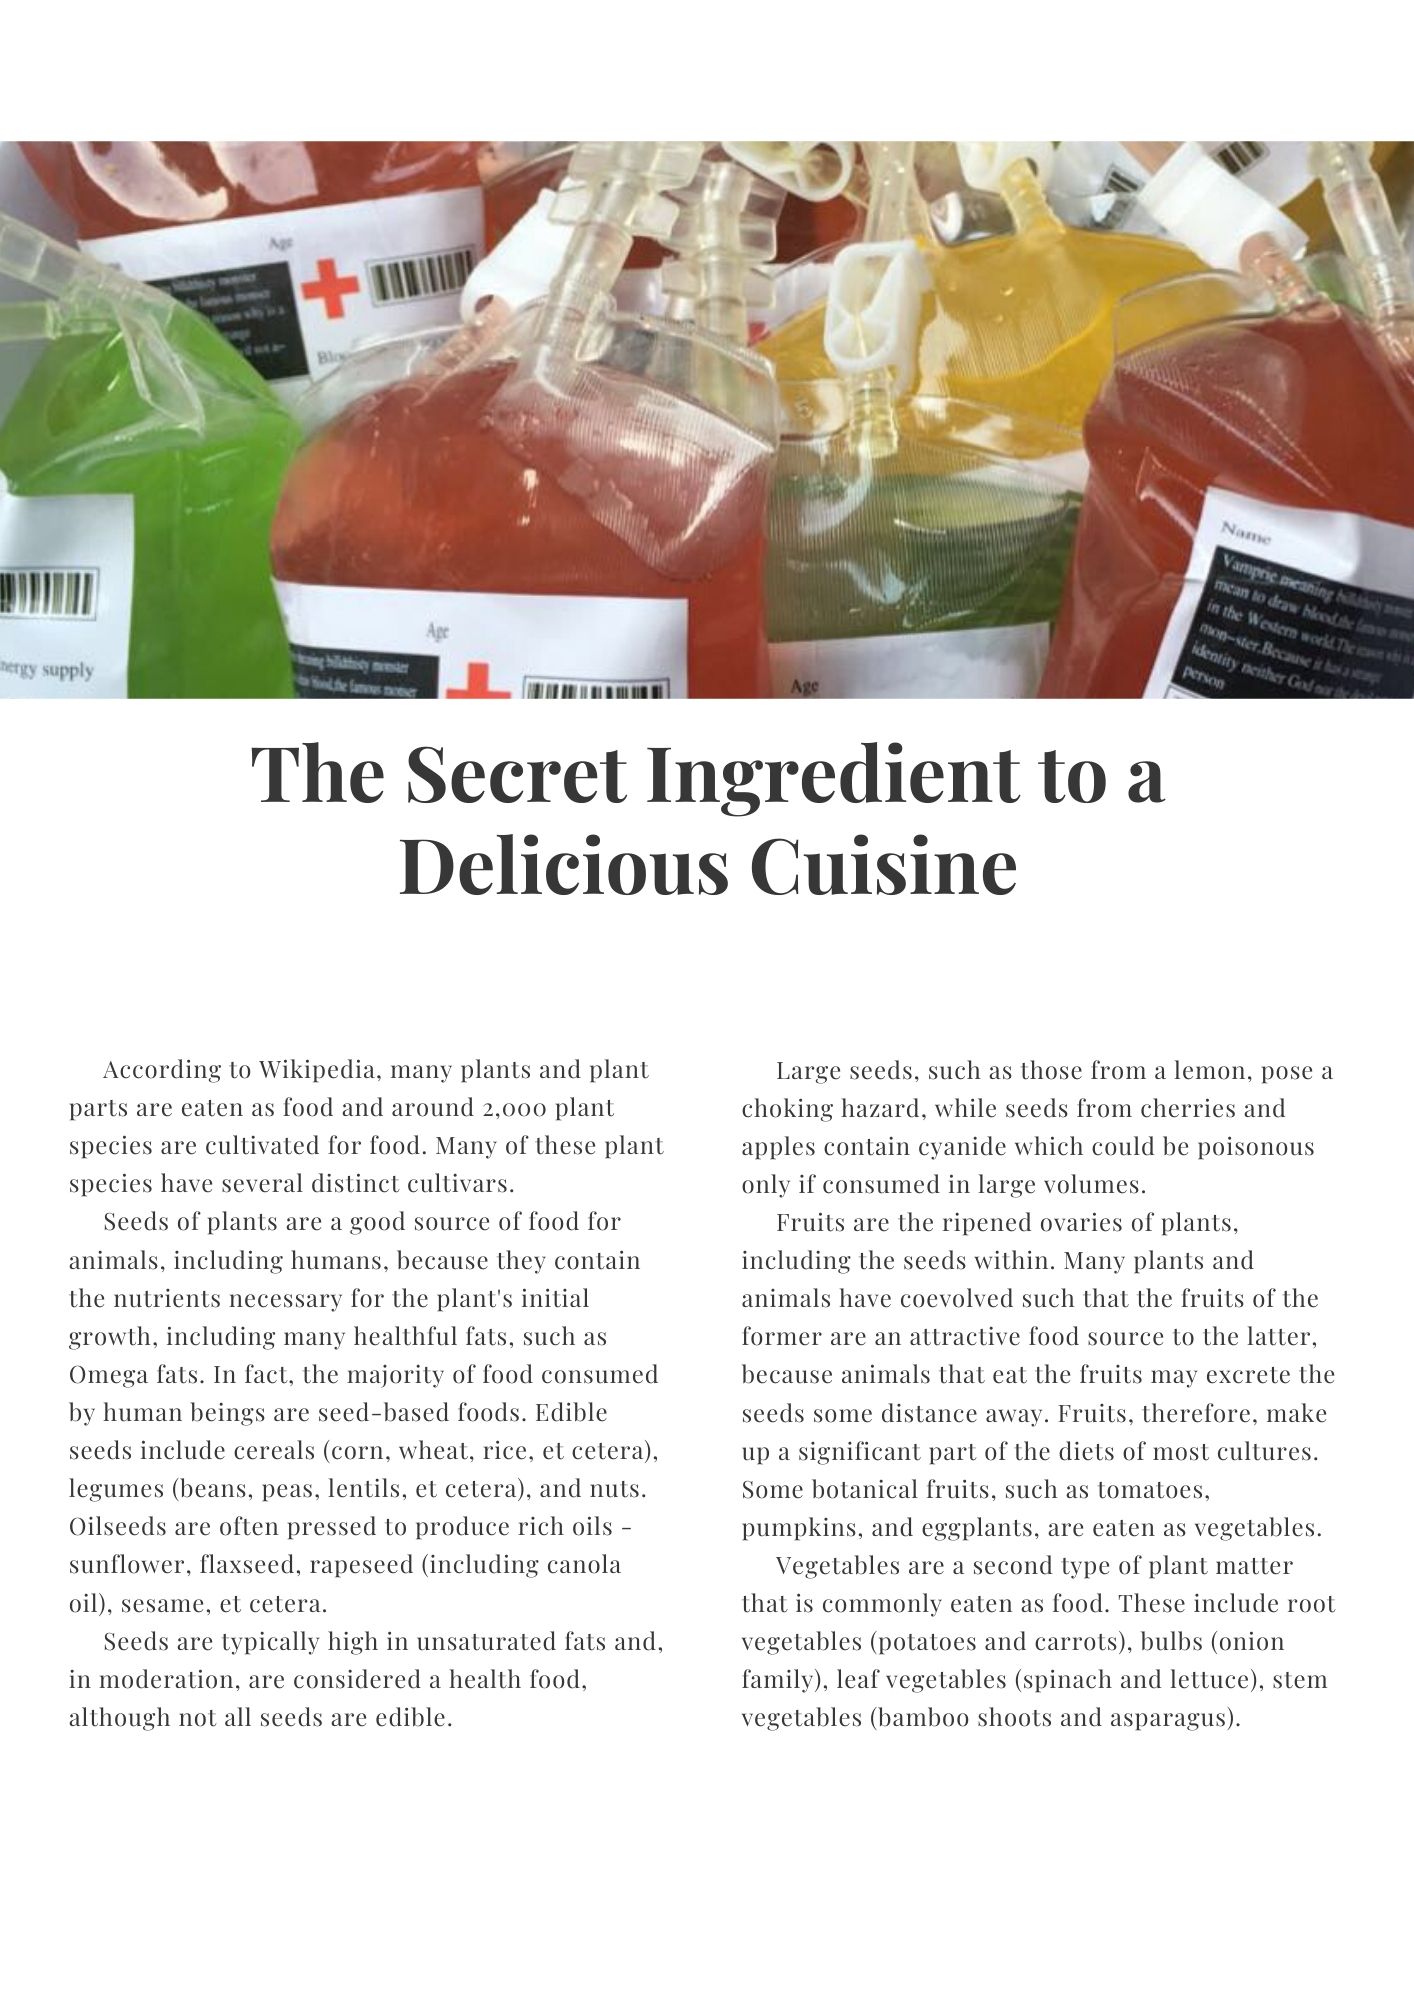 Age
Age
nergy supply
Age
Name
Vamprie meaning
mean to draw blood,the
in the Western world.The reason why
mon-ster.Because it has a strange
identity neither God nor the
person
The Secret Ingredient to a
Delicious Cuisine
According to Wikipedia, many plants and plant
parts are eaten as food and around 2,000 plant
species are cultivated for food. Many of these plant
species have several distinct cultivars.
Seeds of plants are a good source of food for
animals, including humans, because they contain
the nutrients necessary for the plant's initial
growth, including many healthful fats, such as
Omega fats. In fact, the majority of food consumed
by human beings are seed-based foods. Edible
seeds include cereals (corn, wheat, rice, et cetera),
legumes (beans, peas, lentils, et cetera), and nuts.
Oilseeds are often pressed to produce rich oils -
sunflower, flaxseed, rapeseed (including canola
oil), sesame, et cetera.
Seeds are typically high in unsaturated fats and,
in moderation, are considered a health food,
although not all seeds are edible.
Large seeds, such as those from a lemon, pose a
choking hazard, while seeds from cherries and
apples contain cyanide which could be poisonous
only if consumed in large volumes.
Fruits are the ripened ovaries of plants,
including the seeds within. Many plants and
animals have coevolved such that the fruits of the
former are an attractive food source to the latter,
because animals that eat the fruits may excrete the
seeds some distance away. Fruits, therefore, make
up a significant part of the diets of most cultures.
Some botanical fruits, such as tomatoes,
pumpkins, and eggplants, are eaten as vegetables.
Vegetables are a second type of plant matter
that is commonly eaten as food. These include root
vegetables (potatoes and carrots), bulbs (onion
family), leaf vegetables (spinach and lettuce), stem
vegetables (bamboo shoots and asparagus).